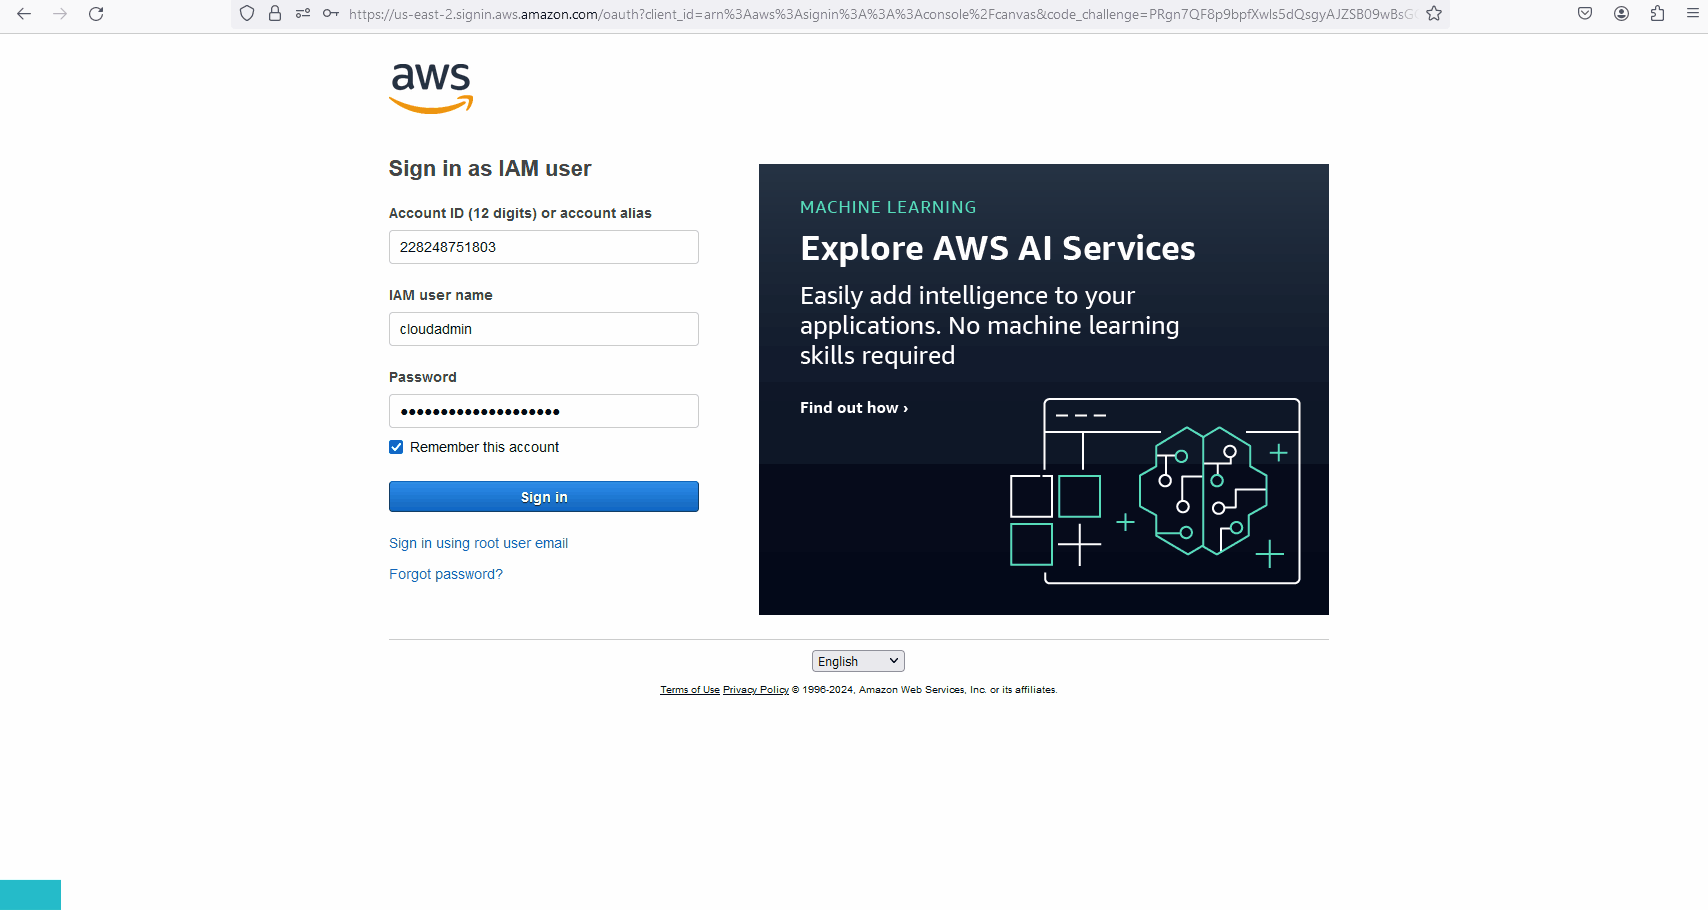 https://us-east-2.signin.aws.amazon.com/oauth?client_id=arn%3Aaws%3Asignin%3A%3A%3Aconsole%2Fcanvas&code_challenge=
aws
Sign in as IAM user
Account ID (12 digits) or account alias
228248751803
IAM user name
cloudadmin
Password
••••••••••••••••••••
Remember this account
Sign in
Sign in using root user email
Forgot password?
MACHINE LEARNING
Explore AWS AI Services
Easily add intelligence to your
applications. No machine learning
skills required
Find out how ›
English
Terms of Use Privacy Policy © 1996-2024, Amazon Web Services, Inc. or its affiliates.